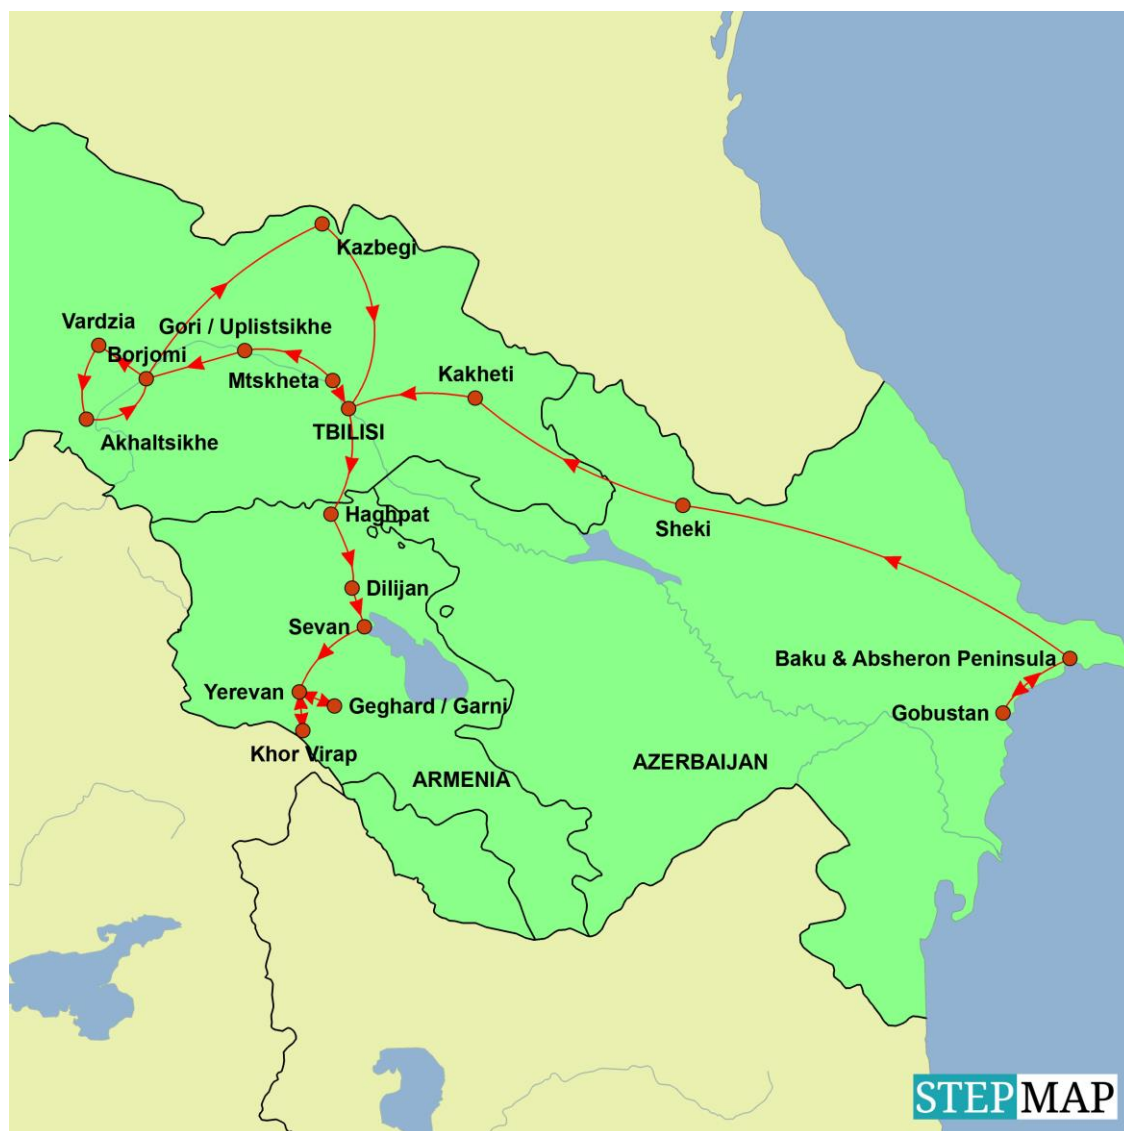 Kazbegi
Vardzia
Gori / Uplistsikhe
Borjomi
Mtskheta
Kakheti
TBILISI
Akhaltsikhe
Haghpat
Sheki
Dilijan
Sevan
Baku & Absheron Peninsula
Yerevan
Geghard / Garni
Gobustan
Khor Virap
ARMENIA
AZERBAIJAN
STEPMAP